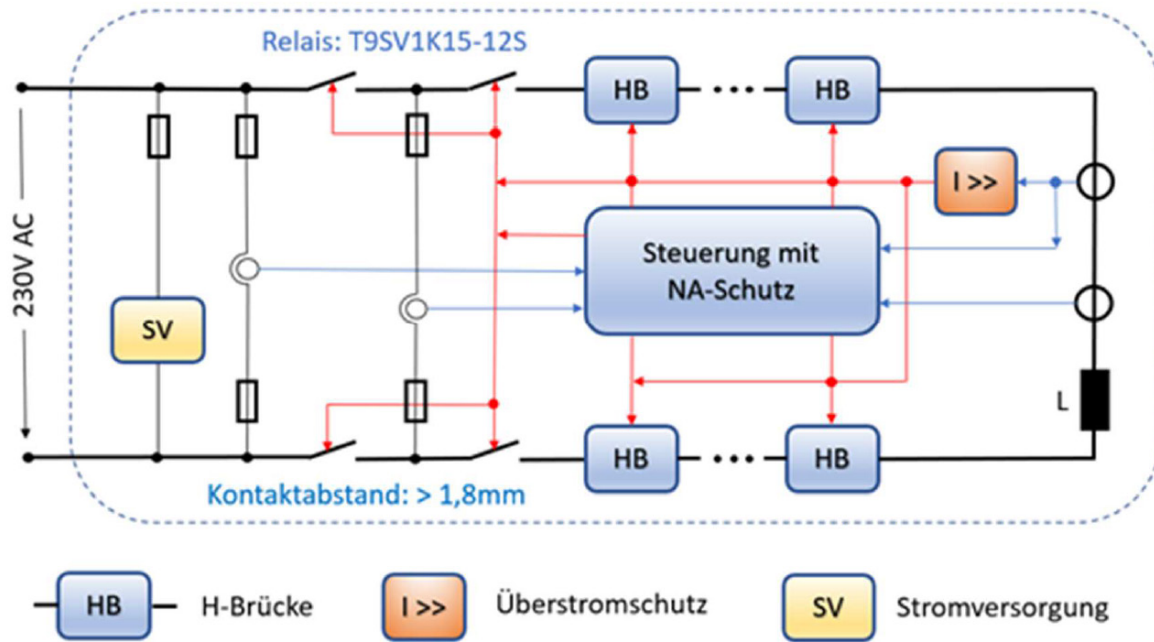 Relais: T9SV1K15-12S
HB
HB
I >>
230V AC
Steuerung mit
NA-Schutz
SV
L
HB
HB
Kontaktabstand: > 1,8mm
HB
H-Brücke
I >>
Überstromschutz
SV
Stromversorgung